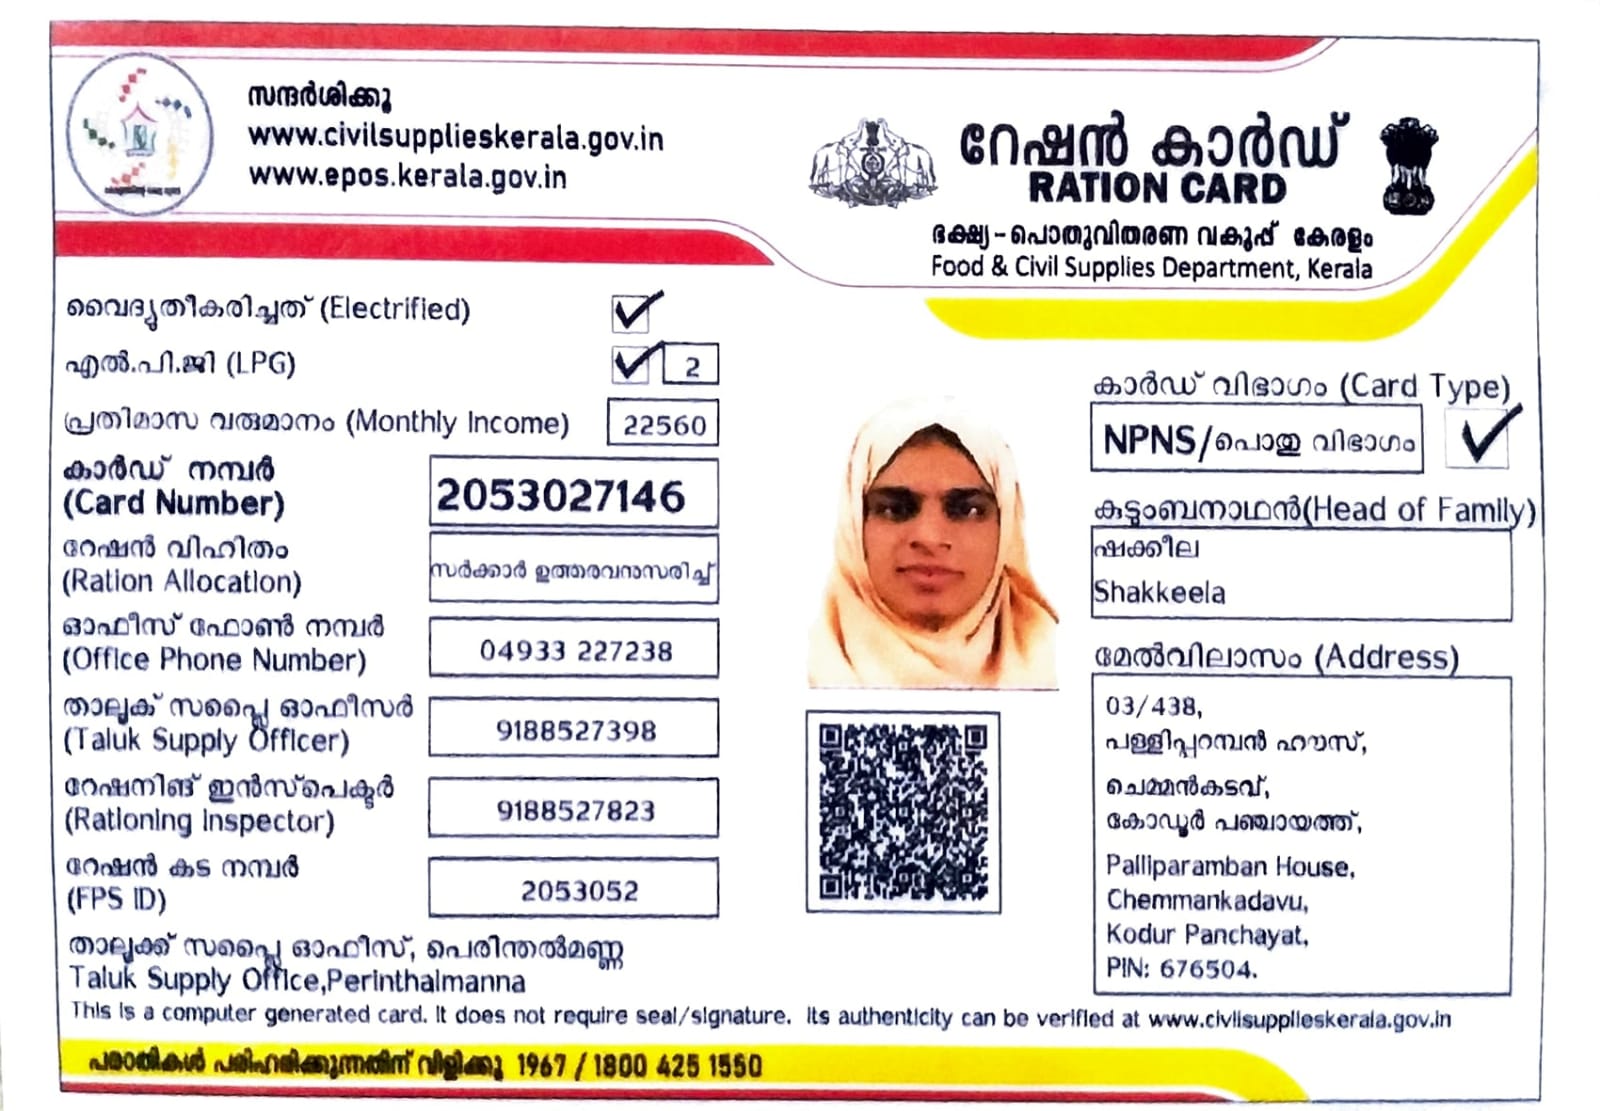 സന്ദർശിക്കൂ
www.civilsupplieskerala.gov.in
www.epos.kerala.gov.in
റേഷൻ കാർഡ്
RATION CARD
ഭക്ഷ്യ-പൊതുവിതരണ വകുപ്പ് കേരളം
Food & Civil Supplies Department, Kerala
വൈദ്യുതീകരിച്ചത് (Electrified)
എൽ.പി.ജി (LPG) 2
പ്രതിമാസ വരുമാനം (Monthly Income) 22560
കാർഡ് നമ്പർ
(Card Number) 2053027146
റേഷൻ വിഹിതം
(Ration Allocation) സർക്കാർ ഉത്തരവനുസരിച്ച്
ഓഫീസ് ഫോൺ നമ്പർ
(Office Phone Number) 04933 227238
താലൂക് സപ്ലൈ ഓഫീസർ
(Taluk Supply Officer) 9188527398
റേഷനിങ് ഇൻസ്‌പെക്ടർ
(Rationing Inspector) 9188527823
റേഷൻ കട നമ്പർ
(FPS ID) 2053052
താലൂക്ക് സപ്ലൈ ഓഫീസ്, പെരിന്തൽമണ്ണ
Taluk Supply Office,Perinthalmanna
കാർഡ് വിഭാഗം (Card Type)
NPNS/പൊതു വിഭാഗം
കുടുംബനാഥൻ(Head of Family)
ഷക്കീല
Shakkeela
മേൽവിലാസം (Address)
03/438,
പള്ളിപ്പറമ്പൻ ഹൗസ്,
ചെമ്മൻകടവ്,
കോഡൂർ പഞ്ചായത്ത്,
Palliparamban House,
Chemmankadavu,
Kodur Panchayat,
PIN: 676504.
This is a computer generated card. It does not require seal/signature. Its authenticity can be verified at www.civilsupplieskerala.gov.in
പരാതികൾ പരിഹരിക്കുന്നതിന് വിളിക്കൂ 1967 / 1800 425 1550